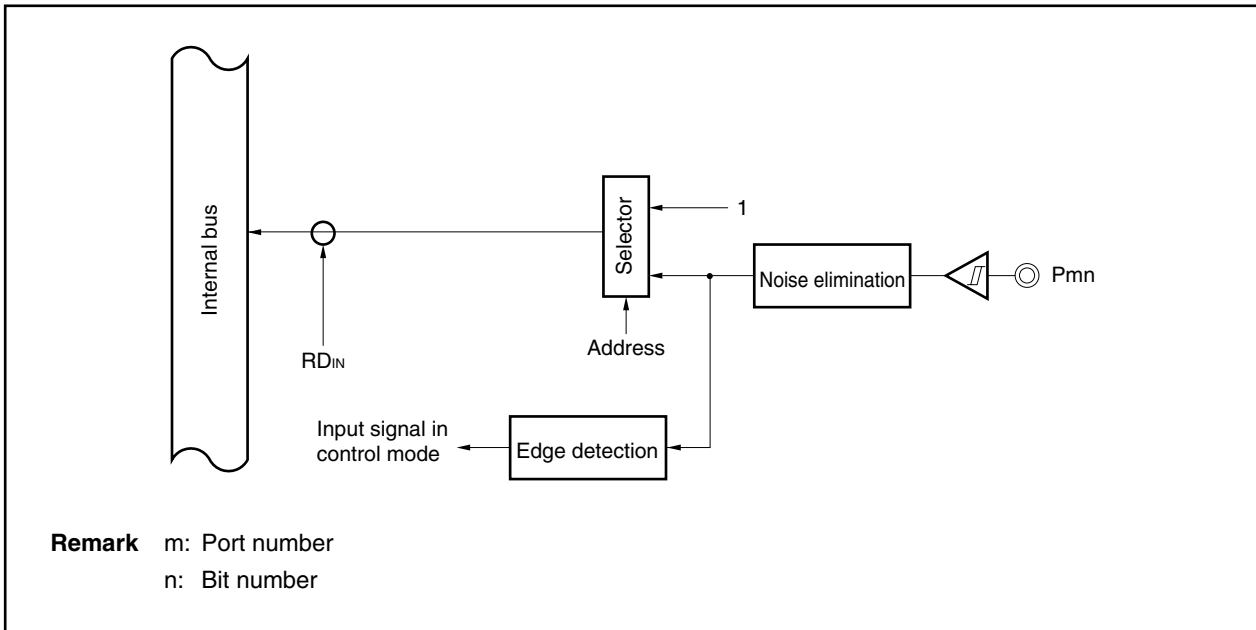 Internal bus
RDIN
Selector
1
Address
Noise elimination
Pmn
Input signal in
control mode
Edge detection
Remark m: Port number
n: Bit number